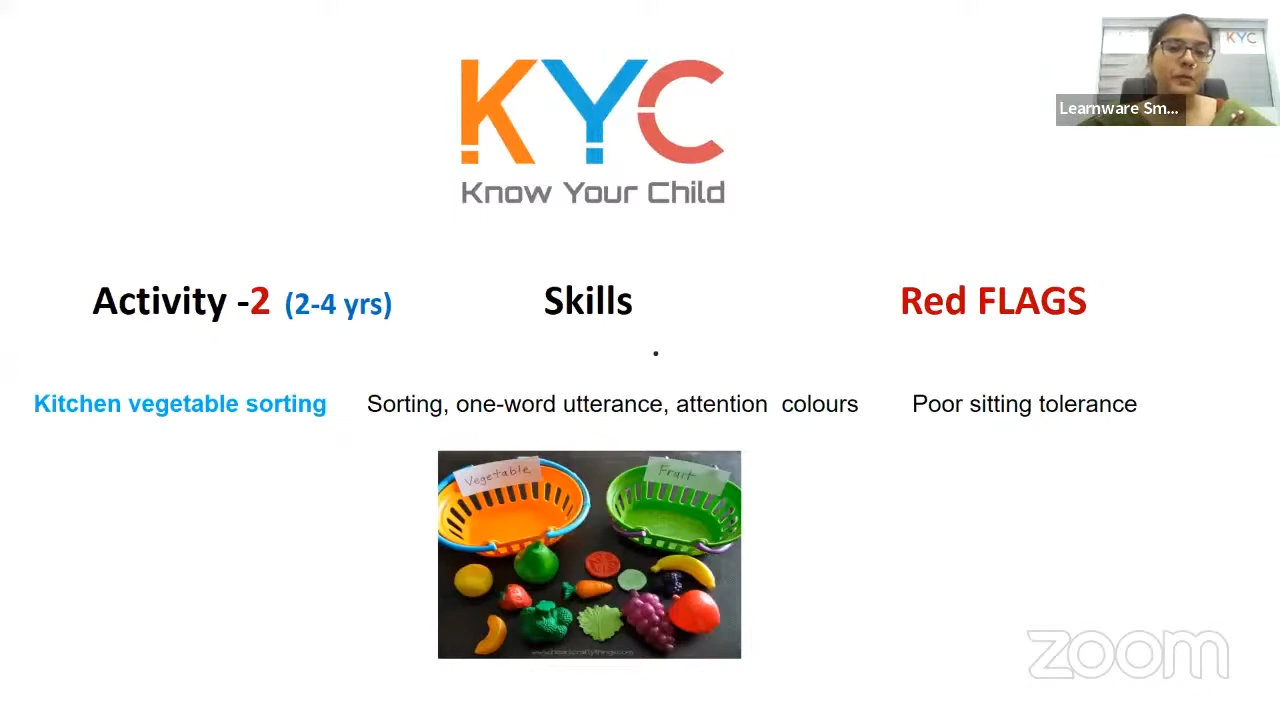 KYC
Know Your Child
KYC
Learnware Sm...
Activity -2 (2-4 yrs)
Skills
Red FLAGS
.
Kitchen vegetable sorting
Sorting, one-word utterance, attention colours
Poor sitting tolerance
Vegetable
Fruit
zoom